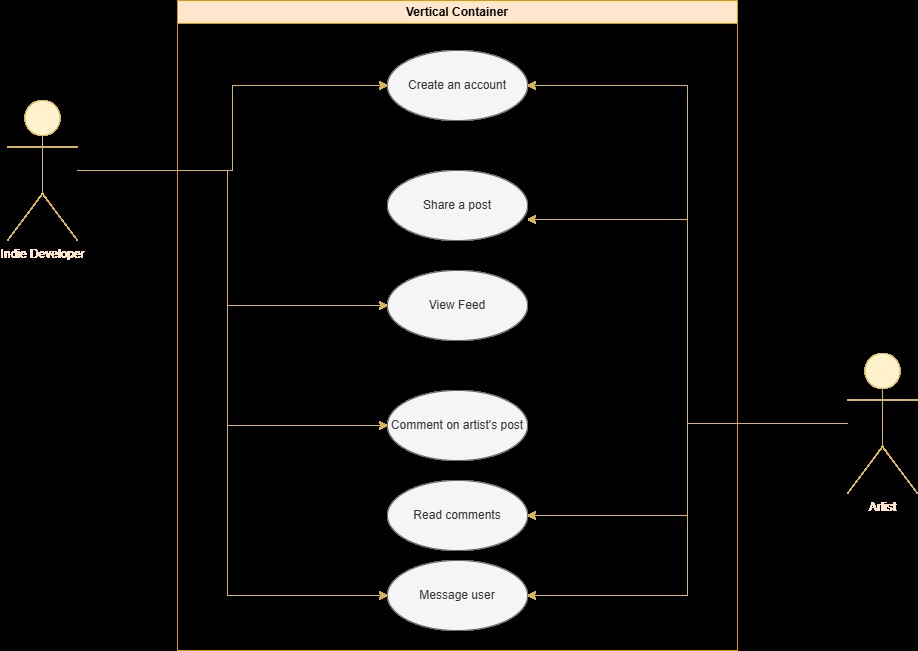 Vertical Container
Create an account
Share a post
Indie Developer
View Feed
Comment on artist's post
Read comments
Artist
Message user